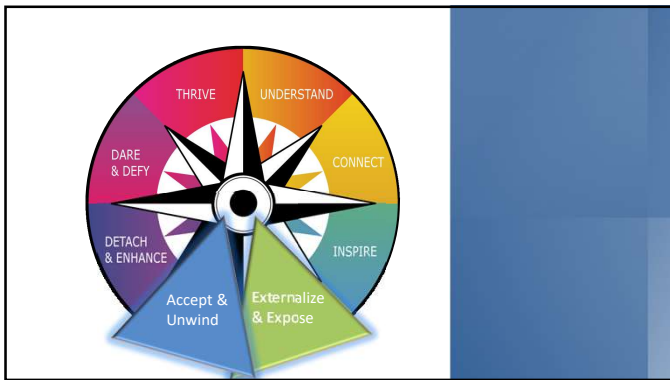 THRIVE
UNDERSTAND
DARE
& DEFY
CONNECT
DETACH
& ENHANCE
INSPIRE
Accept &
Unwind
Externalize
& Expose